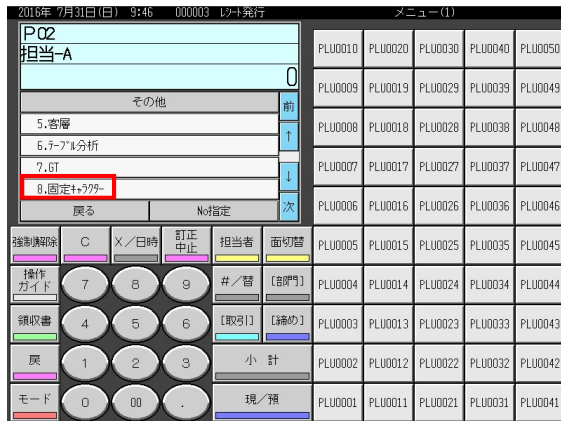 2016年 7月31日(日) 9:46 000003 レシート発行 メニュー(1)
P02
担当-A
0
その他
前
5.客層
6.テーブル分析
↑
7.GT
↓
8.固定キャラクター
戻る No指定 次
強制解除 C X/日時 訂正中止 担当者 面切替
操作ガイド 7 8 9 #/替 [部門]
領収書 4 5 6 [取引] [締め]
戻 1 2 3 小 計
モード 0 00 . 現/預
PLU0010 PLU0020 PLU0030 PLU0040 PLU0050
PLU0009 PLU0019 PLU0029 PLU0039 PLU0049
PLU0008 PLU0018 PLU0028 PLU0038 PLU0048
PLU0007 PLU0017 PLU0027 PLU0037 PLU0047
PLU0006 PLU0016 PLU0026 PLU0036 PLU0046
PLU0005 PLU0015 PLU0025 PLU0035 PLU0045
PLU0004 PLU0014 PLU0024 PLU0034 PLU0044
PLU0003 PLU0013 PLU0023 PLU0033 PLU0043
PLU0002 PLU0012 PLU0022 PLU0032 PLU0042
PLU0001 PLU0011 PLU0021 PLU0031 PLU0041